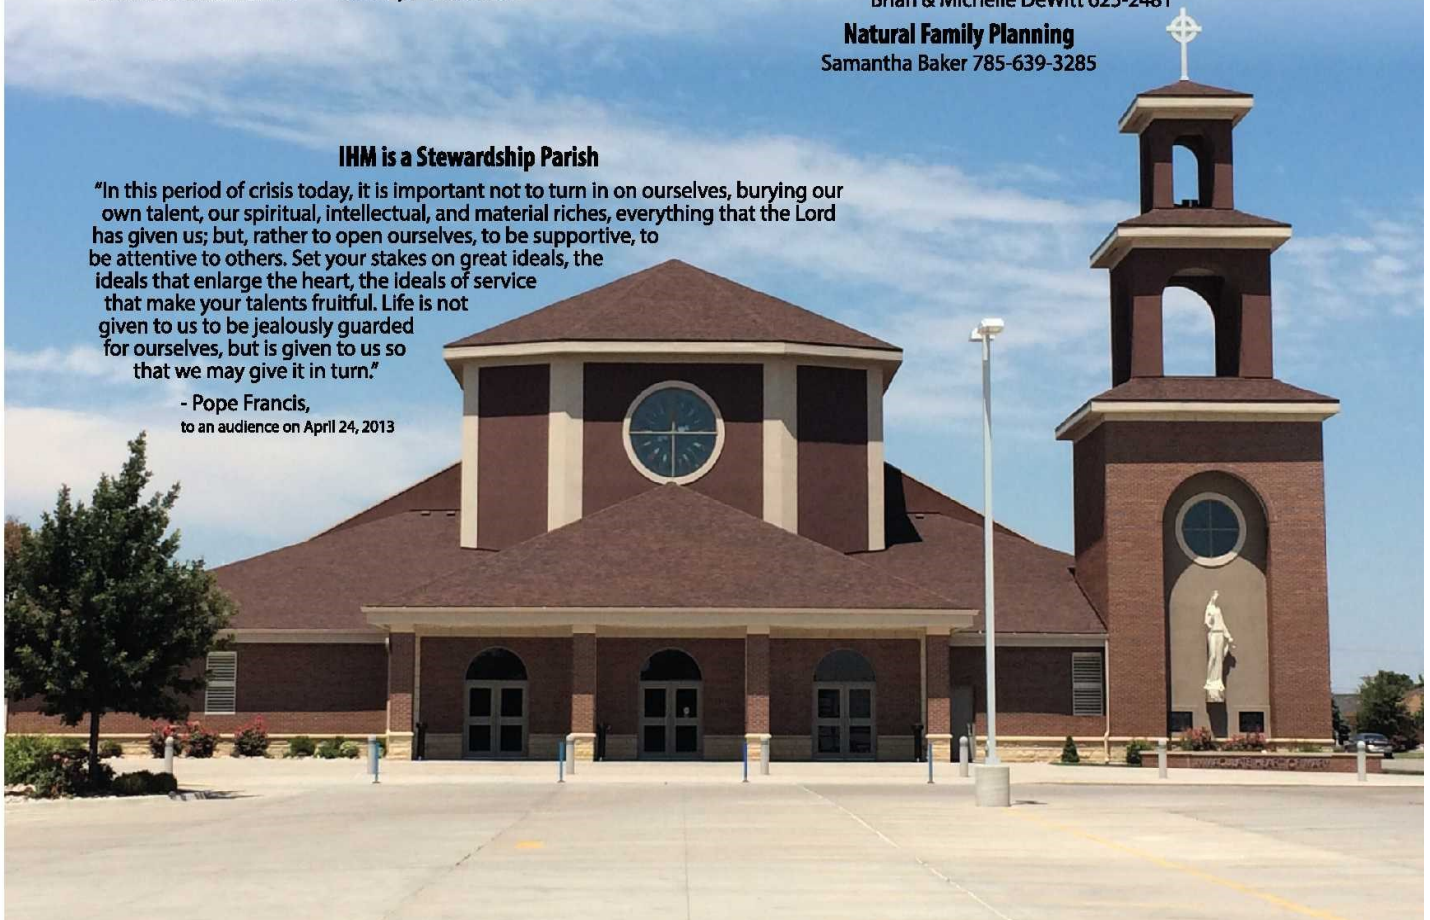 Brian & Michelle DeWitt 625-2481
Natural Family Planning
Samantha Baker 785-639-3285
IHM is a Stewardship Parish
“In this period of crisis today, it is important not to turn in on ourselves, burying our
own talent, our spiritual, intellectual, and material riches, everything that the Lord
has given us; but, rather to open ourselves, to be supportive, to
be attentive to others. Set your stakes on great ideals, the
ideals that enlarge the heart, the ideals of service
that make your talents fruitful. Life is not
given to us to be jealously guarded
for ourselves, but is given to us so
that we may give it in turn.”
- Pope Francis,
to an audience on April 24, 2013